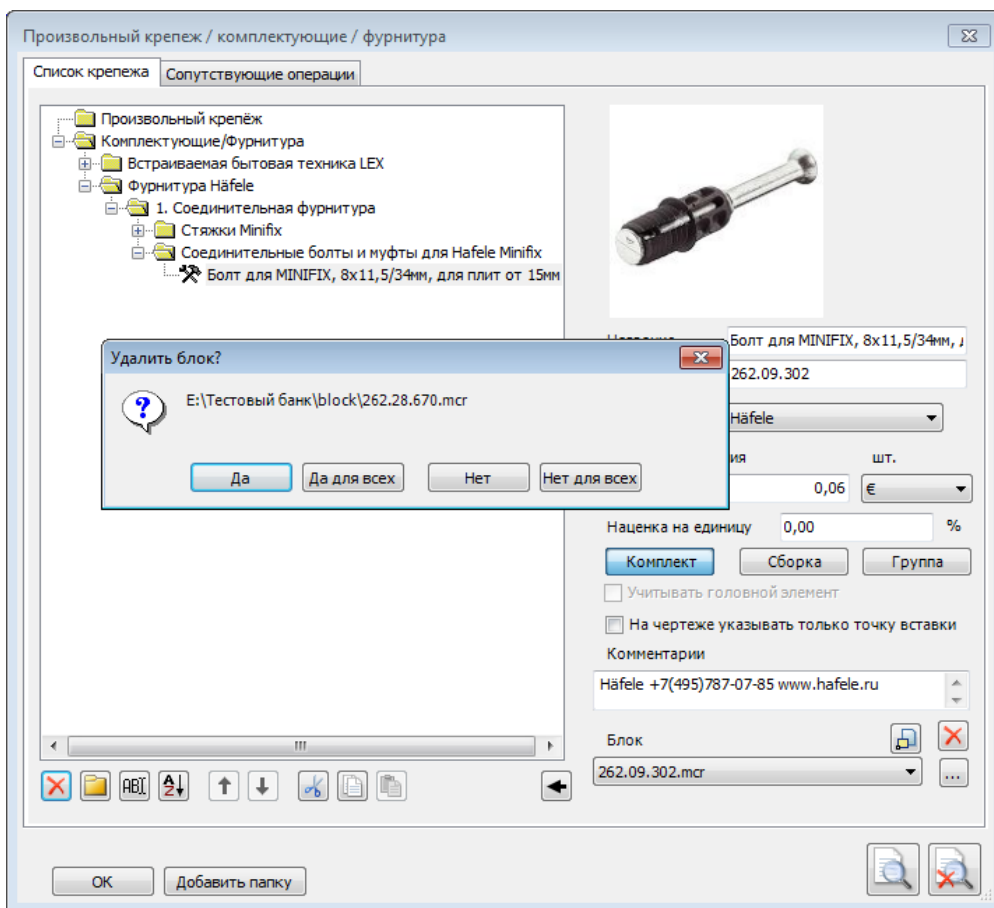 Произвольный крепеж / комплектующие / фурнитура
Список крепежа
Сопутствующие операции
Произвольный крепёж
Комплектующие/Фурнитура
Встраиваемая бытовая техника LEX
Фурнитура Häfele
1. Соединительная фурнитура
Стяжки Minifix
Соединительные болты и муфты для Hafele Minifix
Болт для MINIFIX, 8х11,5/34мм, для плит от 15мм
Болт для MINIFIX, 8х11,5/34мм,
262.09.302
Häfele
ия
шт.
0,06
€
Удалить блок?
E:\Тестовый банк\block\262.28.670.mcr
Да
Да для всех
Нет
Нет для всех
Наценка на единицу
0,00
%
Комплект
Сборка
Группа
Учитывать головной элемент
На чертеже указывать только точку вставки
Комментарии
Häfele +7(495)787-07-85 www.hafele.ru
Блок
262.09.302.mcr
...
ABI
A
Z
ОК
Добавить папку